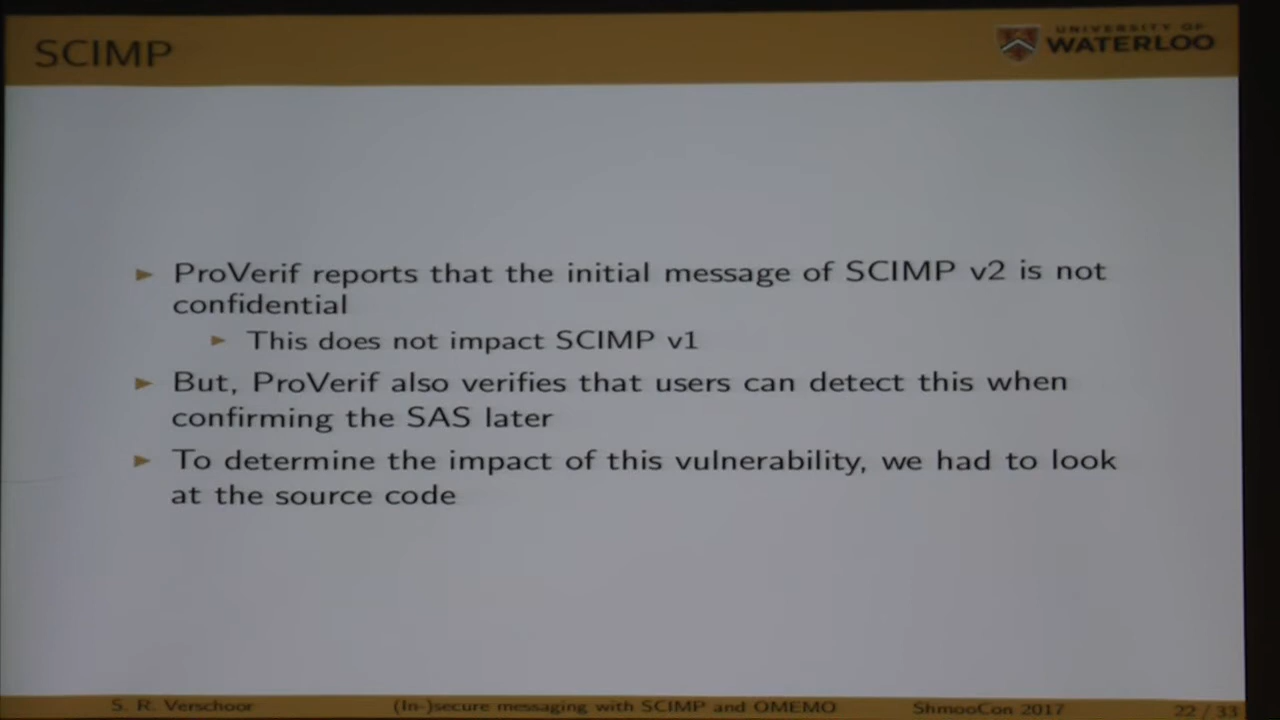 SCIMP
UNIVERSITY OF
WATERLOO
► ProVerif reports that the initial message of SCIMP v2 is not
confidential
► This does not impact SCIMP v1
► But, ProVerif also verifies that users can detect this when
confirming the SAS later
► To determine the impact of this vulnerability, we had to look
at the source code
S. R. Verschoor (In-)secure messaging with SCIMP and OMEMO ShmooCon 2017 22 / 33